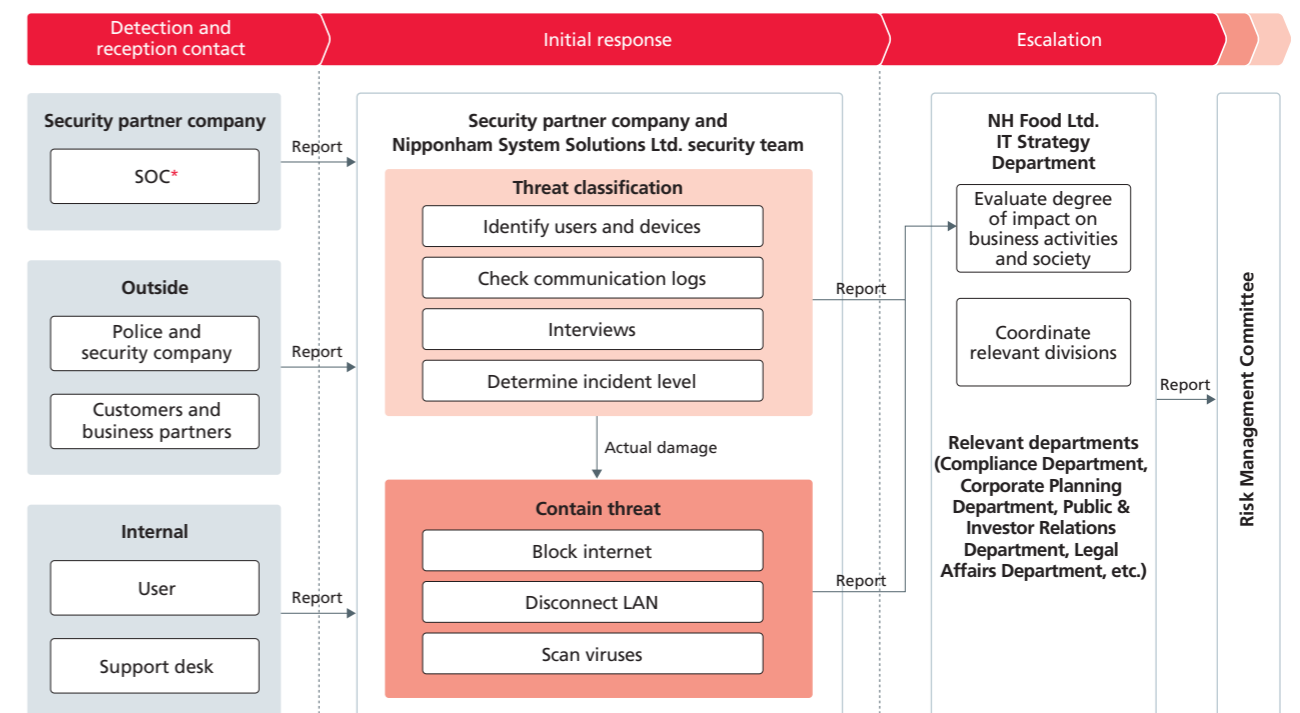 Detection and
reception contact
Initial response
Escalation
Security partner company
SOC*
Report
Outside
Police and
security company
Customers and
business partners
Report
Internal
User
Support desk
Report
Security partner company and
Nipponham System Solutions Ltd. security team
Threat classification
Identify users and devices
Check communication logs
Interviews
Determine incident level
Report
Actual damage
Contain threat
Block internet
Disconnect LAN
Scan viruses
Report
NH Food Ltd.
IT Strategy
Department
Evaluate degree
of impact on
business activities
and society
Coordinate
relevant divisions
Relevant departments
(Compliance Department,
Corporate Planning
Department, Public &
Investor Relations
Department, Legal
Affairs Department, etc.)
Report
Risk Management Committee